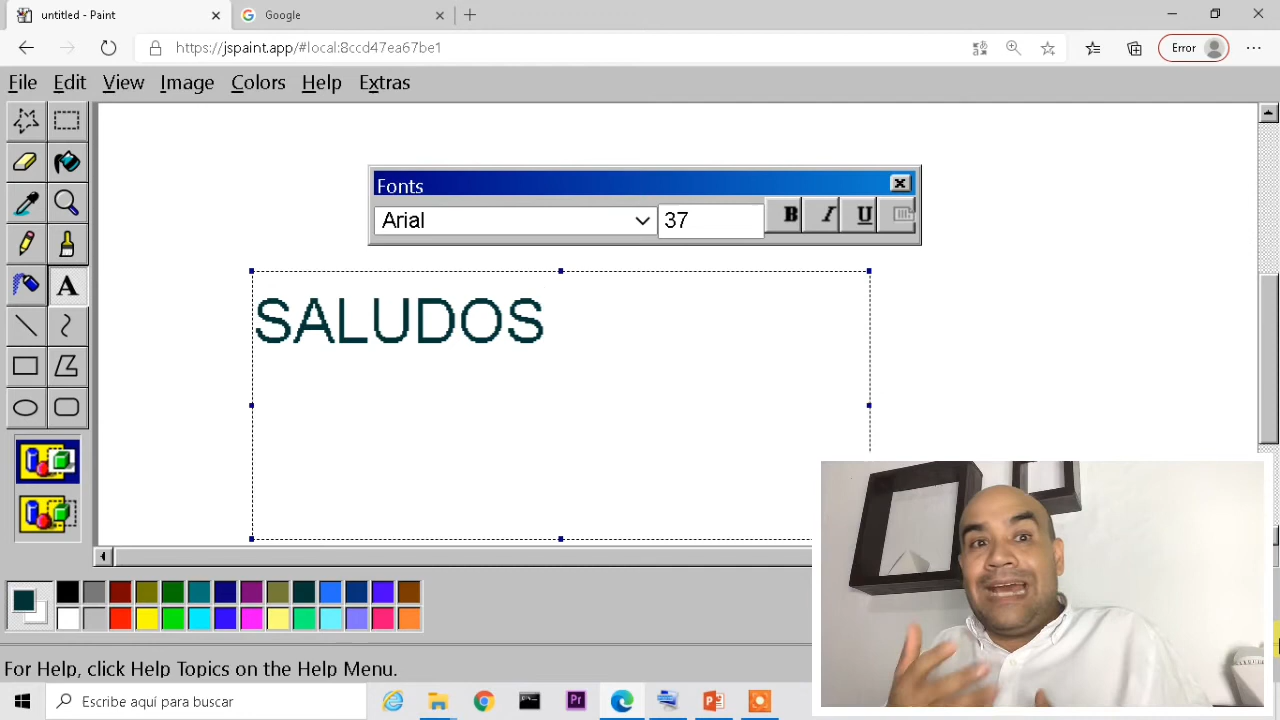 untitled - Paint
Google
https://jspaint.app/#local:8ccd47ea67be1
Error
File Edit View Image Colors Help Extras
Fonts
Arial 37 B I U
A
SALUDOS
For Help, click Help Topics on the Help Menu.
Escribe aquí para buscar
Pr